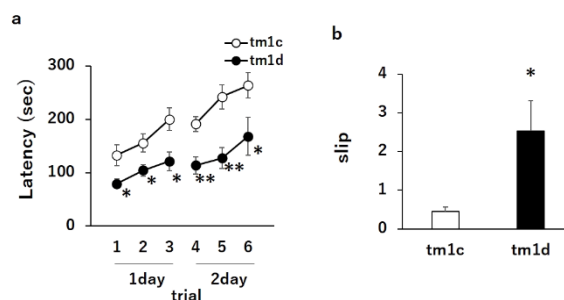 a
tm1c
tm1d
Latency (sec)
300
200
100
0
*
*
*
**
**
*
1 2 3 4 5 6
1day 2day
trial
b
slip
4
3
2
1
0
*
tm1c tm1d